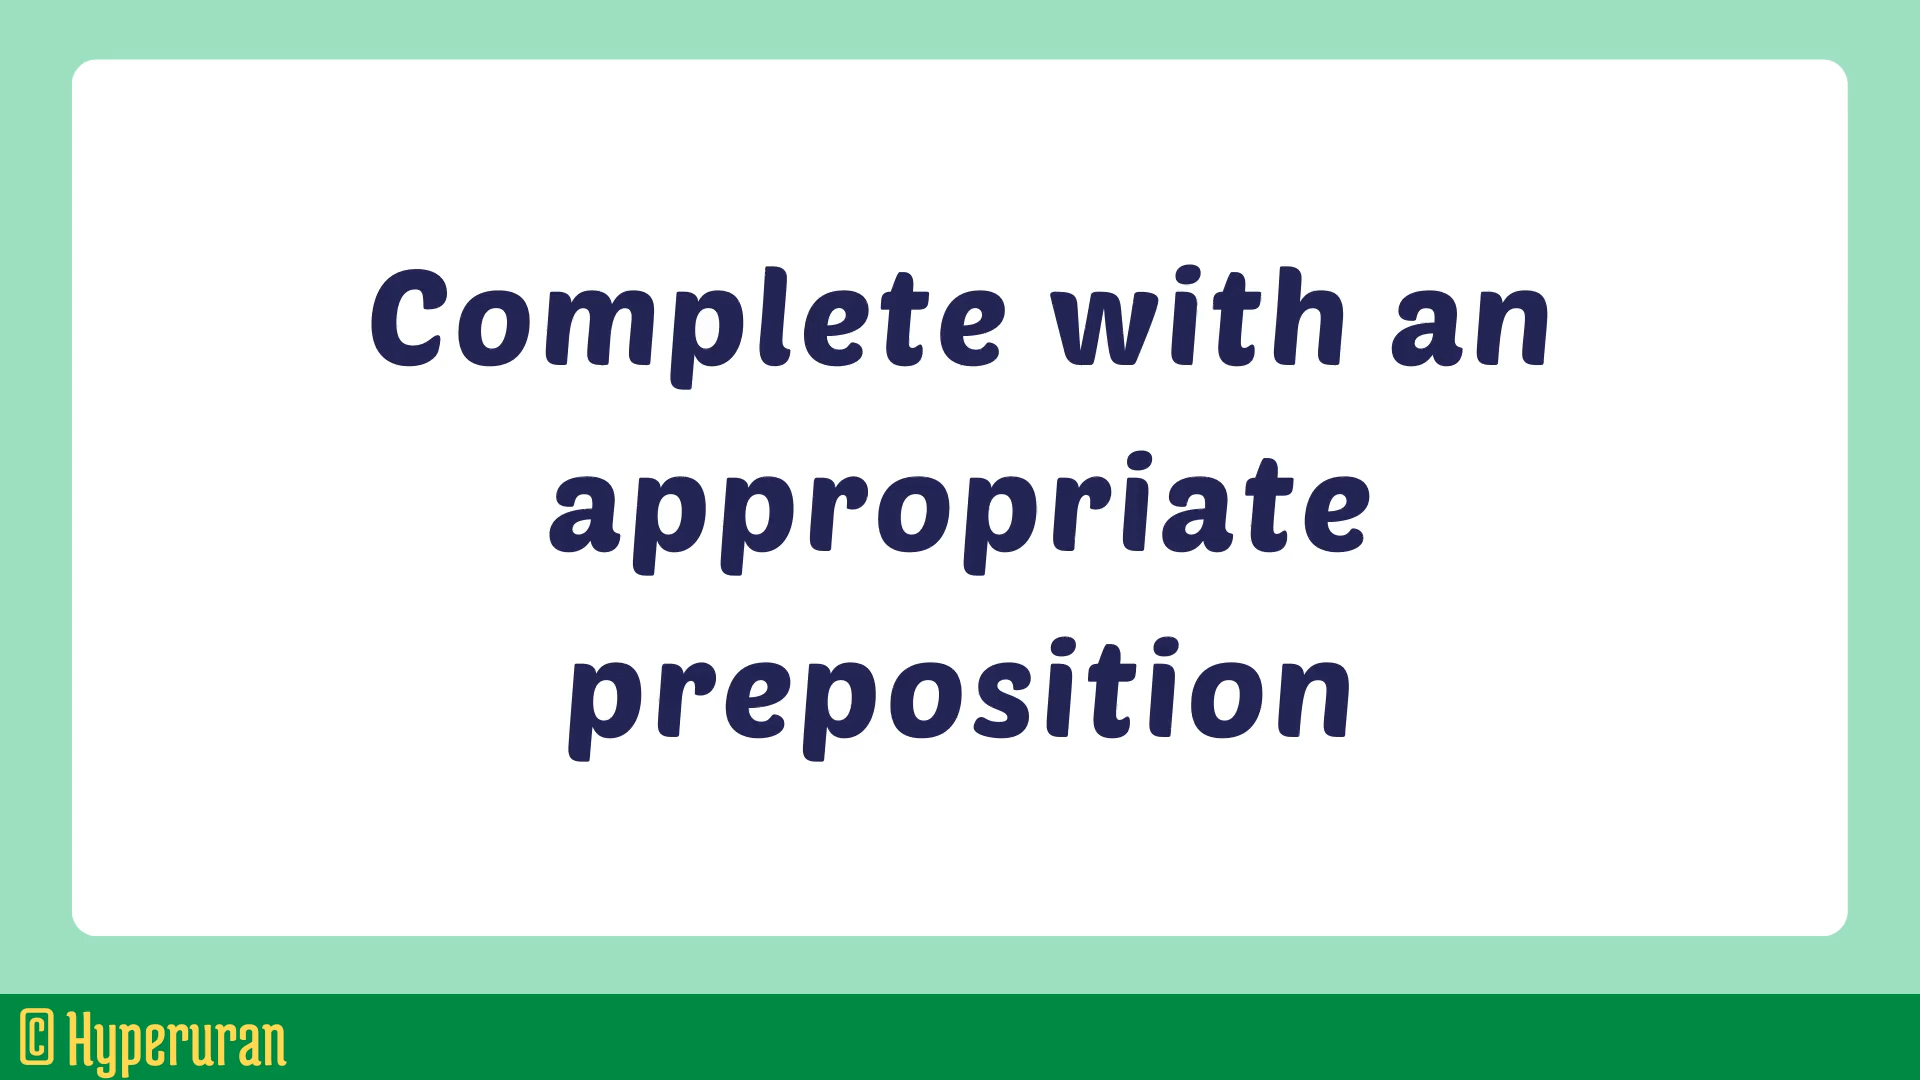 Complete with an
appropriate
preposition
© Hyperuran